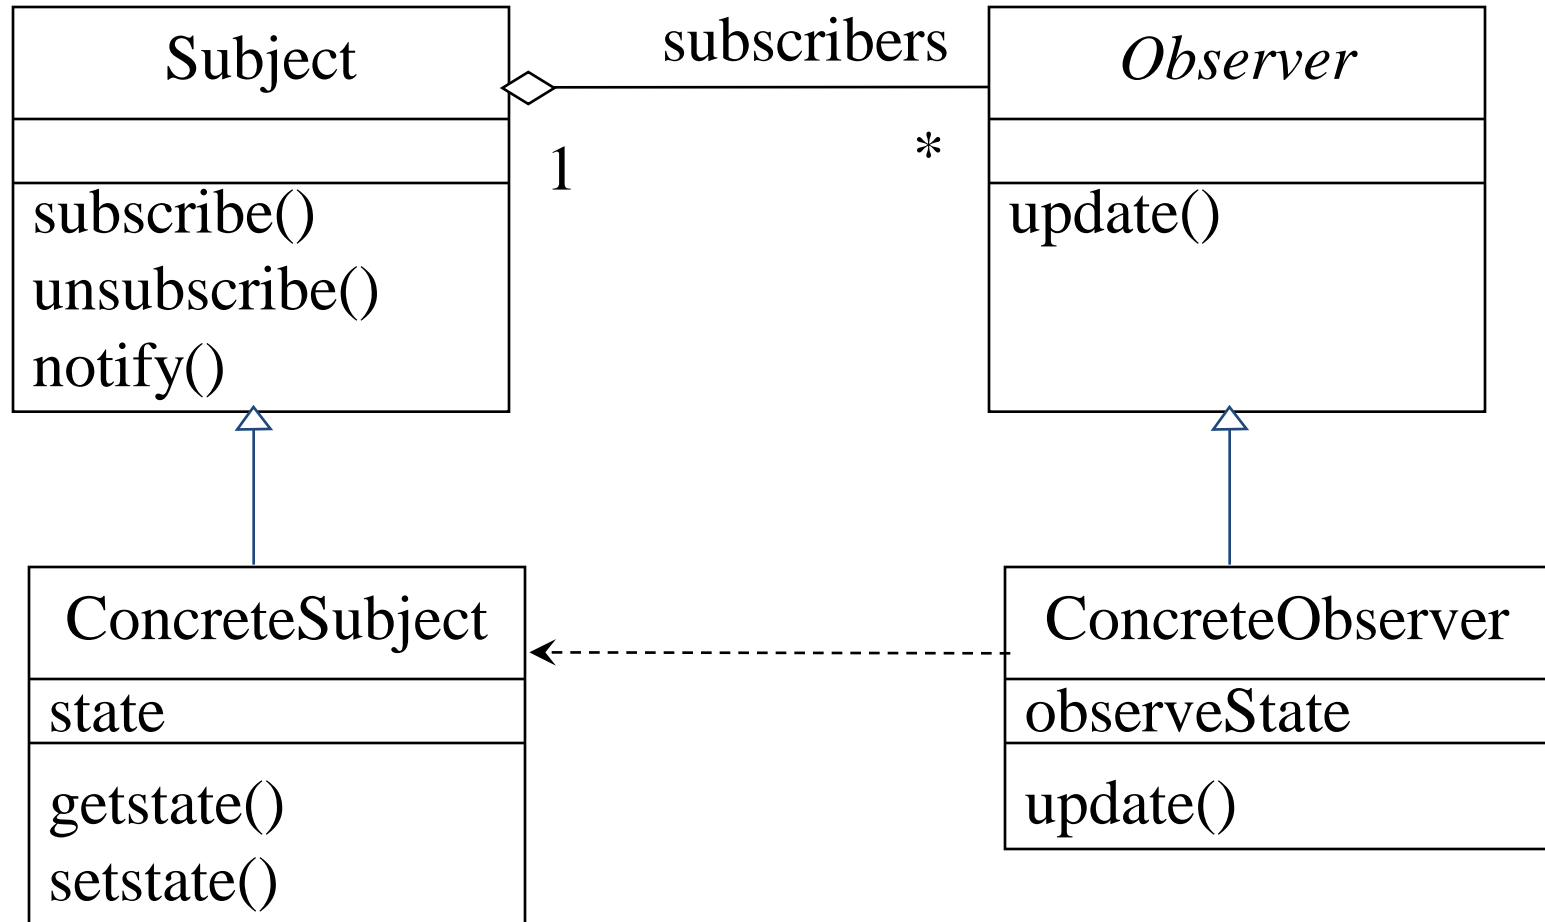 Subject
subscribers
Observer
1
*
subscribe()
unsubscribe()
notify()
update()
ConcreteSubject
ConcreteObserver
state
observeState
getstate()
setstate()
update()